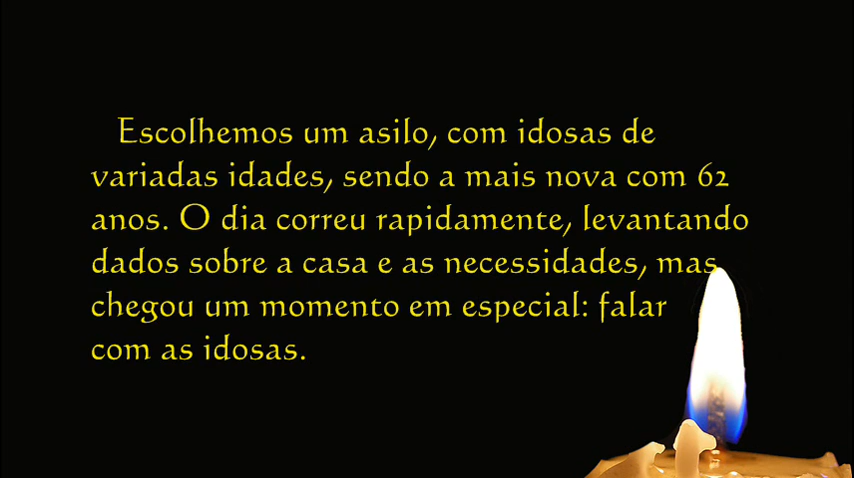 Escolhemos um asilo, com idosas de
variadas idades, sendo a mais nova com 62
anos. O dia correu rapidamente, levantando
dados sobre a casa e as necessidades, mas
chegou um momento em especial: falar
com as idosas.